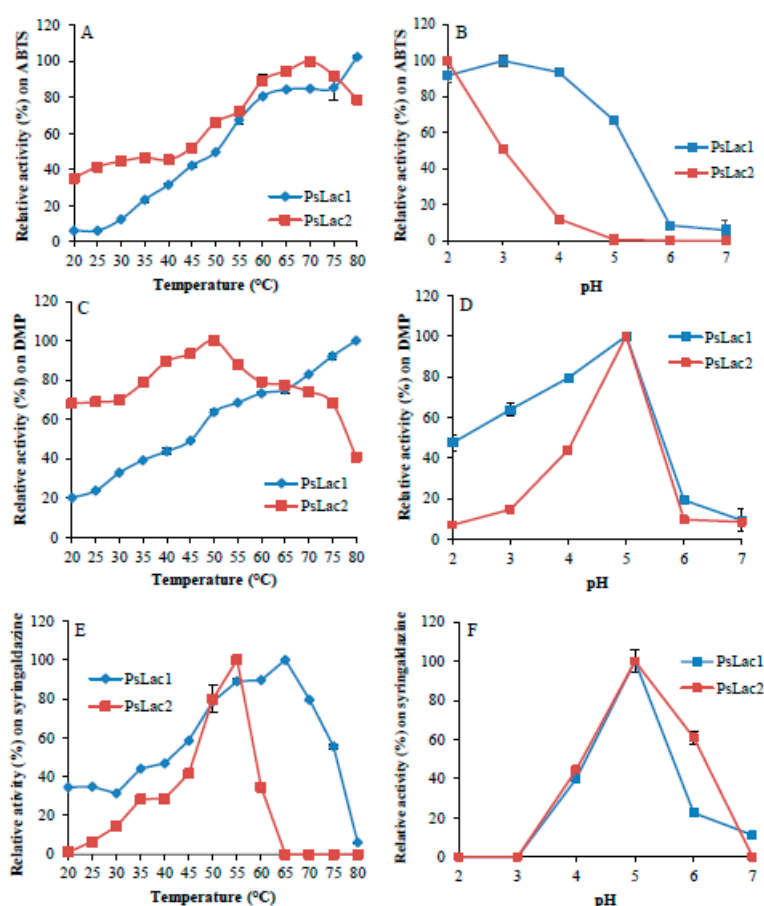 A
Relative activity (%) on ABTS
120
100
80
60
40
20
0
PsLac1
PsLac2
20 25 30 35 40 45 50 55 60 65 70 75 80
Temperature (°C)
B
Relative activity (%) on ABTS
120
100
80
60
40
20
0
PsLac1
PsLac2
2 3 4 5 6 7
pH
C
Relative activity (%l) on DMP
120
100
80
60
40
20
0
PsLac1
PsLac2
20 25 30 35 40 45 50 55 60 65 70 75 80
Temperature (°C)
D
Relative activity (%) on DMP
120
100
80
60
40
20
0
PsLac1
PsLac2
2 3 4 5 6 7
pH
E
Relative ativity (%) on syringaldazine
120
100
80
60
40
20
0
PsLac1
PsLac2
20 25 30 35 40 45 50 55 60 65 70 75 80
Temperature (°C)
F
Relative activity (%) on syringaldazine
120
100
80
60
40
20
0
PsLac1
PsLac2
2 3 4 5 6 7
pH